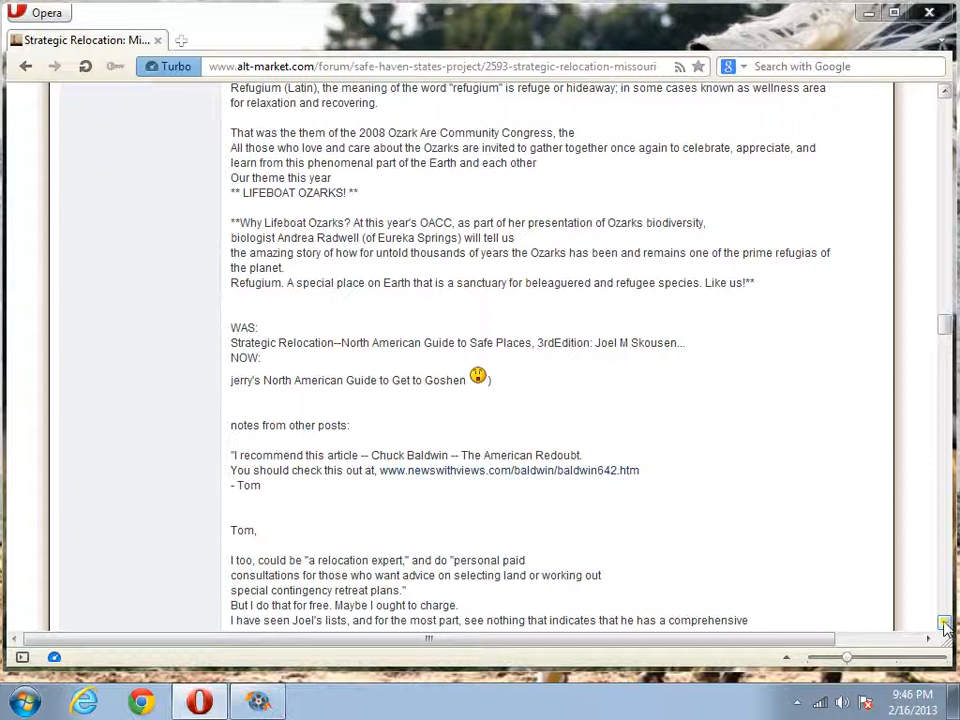 Opera
Strategic Relocation: Mi...
Turbo
www.alt-market.com/forum/safe-haven-states-project/2593-strategic-relocation-missouri
Search with Google
Refugium (Latin), the meaning of the word "refugium" is refuge or hideaway; in some cases known as wellness area
for relaxation and recovering.
That was the them of the 2008 Ozark Are Community Congress, the
All those who love and care about the Ozarks are invited to gather together once again to celebrate, appreciate, and
learn from this phenomenal part of the Earth and each other
Our theme this year
** LIFEBOAT OZARKS! **
**Why Lifeboat Ozarks? At this year's OACC, as part of her presentation of Ozarks biodiversity,
biologist Andrea Radwell (of Eureka Springs) will tell us
the amazing story of how for untold thousands of years the Ozarks has been and remains one of the prime refugias of
the planet.
Refugium. A special place on Earth that is a sanctuary for beleaguered and refugee species. Like us!**
WAS:
Strategic Relocation--North American Guide to Safe Places, 3rdEdition: Joel M Skousen...
NOW:
jerry's North American Guide to Get to Goshen )
notes from other posts:
"I recommend this article -- Chuck Baldwin -- The American Redoubt.
You should check this out at, www.newswithviews.com/baldwin/baldwin642.htm
- Tom
Tom,
I too, could be "a relocation expert," and do "personal paid
consultations for those who want advice on selecting land or working out
special contingency retreat plans."
But I do that for free. Maybe I ought to charge.
I have seen Joel's lists, and for the most part, see nothing that indicates that he has a comprehensive
9:46 PM
2/16/2013